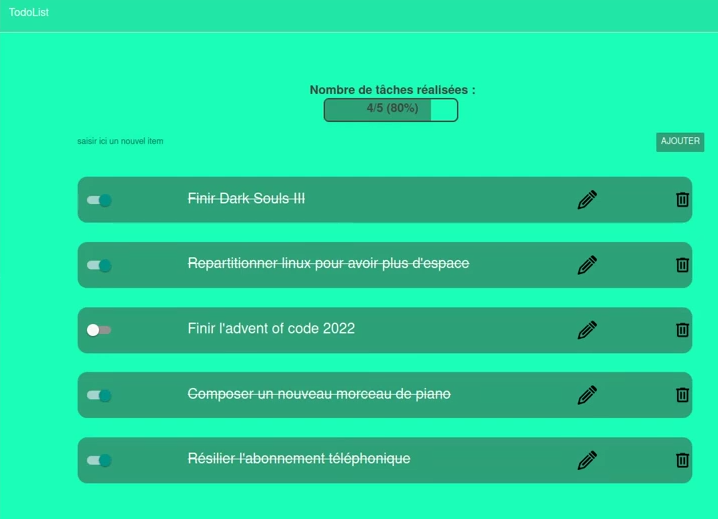 TodoList
Nombre de tâches réalisées :
4/5 (80%)
saisir ici un nouvel item
AJOUTER
Finir Dark Souls III
Repartitionner linux pour avoir plus d'espace
Finir l'advent of code 2022
Composer un nouveau morceau de piano
Résilier l'abonnement téléphonique